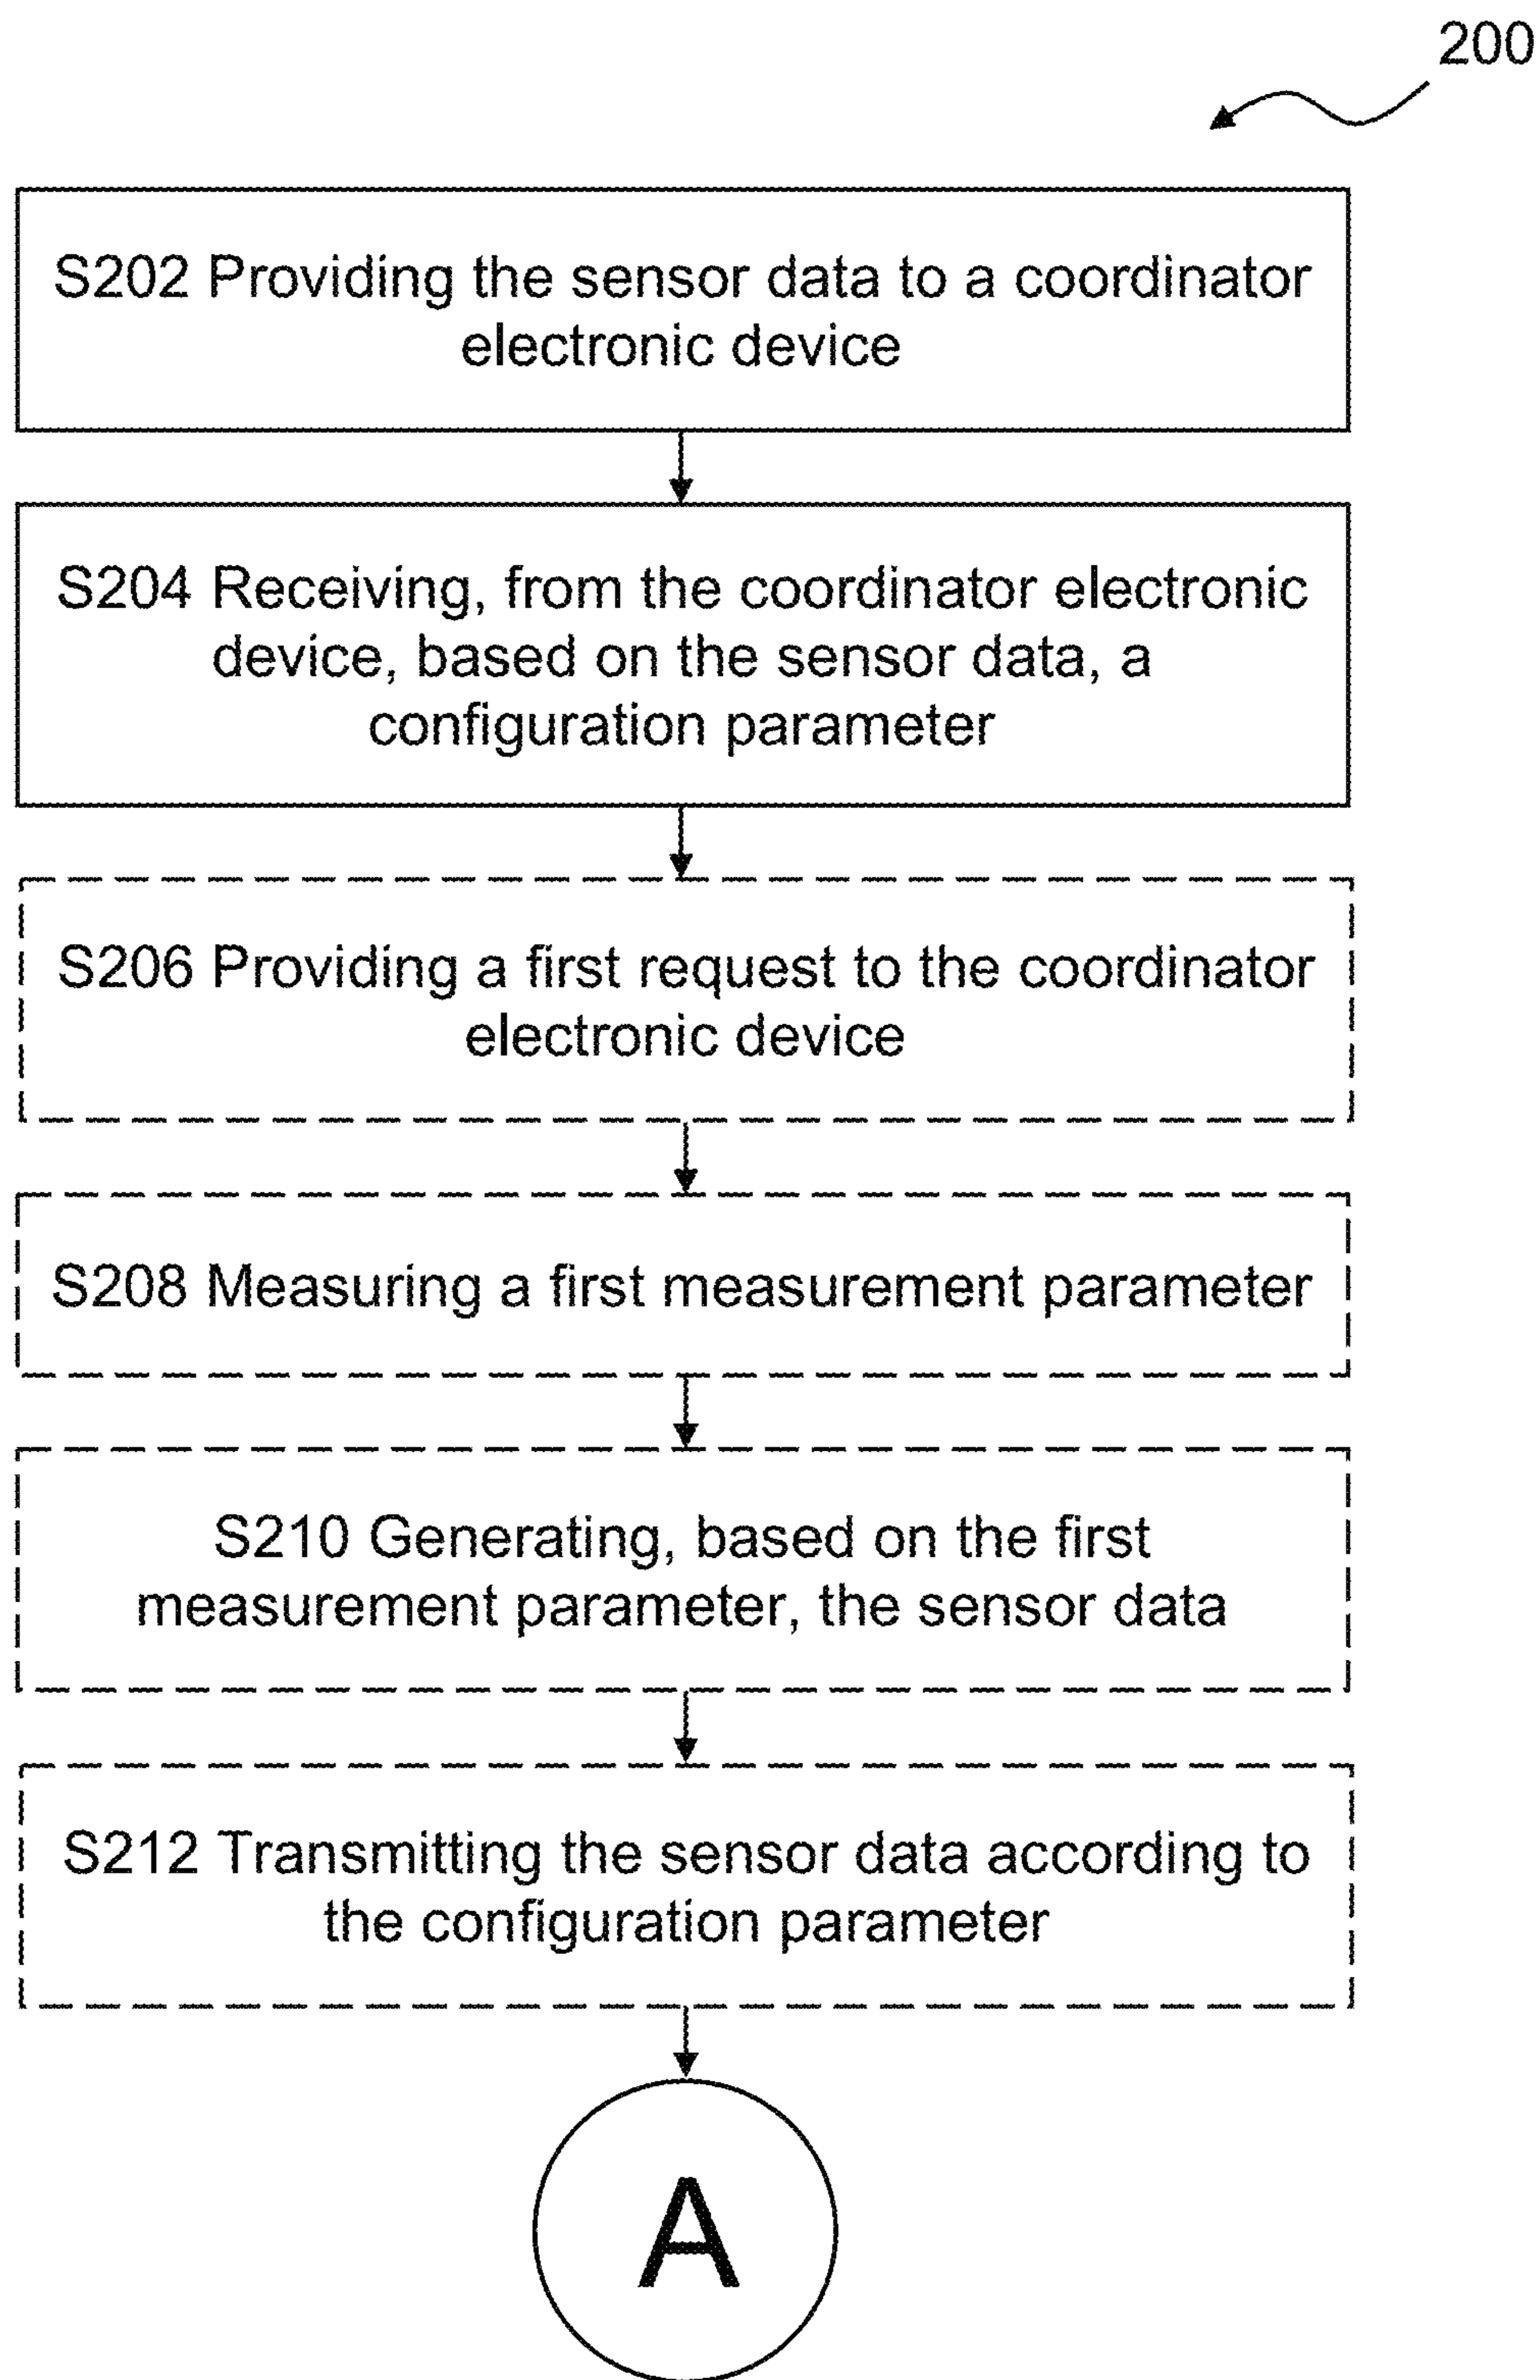 200
S202 Providing the sensor data to a coordinator
electronic device
S204 Receiving, from the coordinator electronic
device, based on the sensor data, a
configuration parameter
S206 Providing a first request to the coordinator
electronic device
S208 Measuring a first measurement parameter
S210 Generating, based on the first
measurement parameter, the sensor data
S212 Transmitting the sensor data according to
the configuration parameter
A